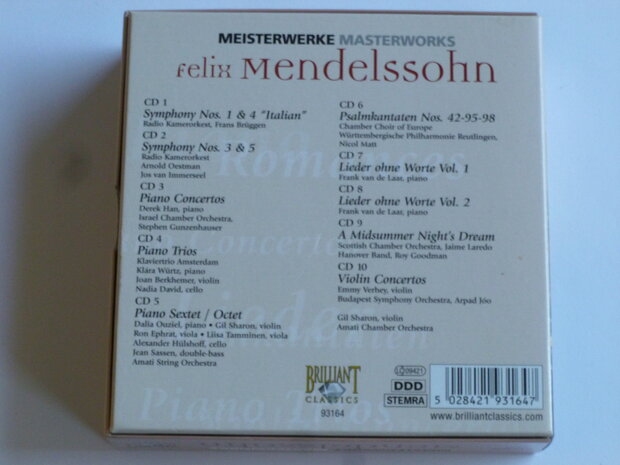 MEISTERWERKE MASTERWORKS
Felix Mendelssohn
CD 1
Symphony Nos. 1 & 4 "Italian"
Radio Kamerorkest, Frans Brüggen
CD 2
Symphony Nos. 3 & 5
Radio Kamerorkest
Arnold Oestman
Jos van Immerseel
CD 3
Piano Concertos
Derek Han, piano
Israel Chamber Orchestra,
Stephen Gunzenhauser
CD 4
Piano Trios
Klaviertrio Amsterdam
Klára Würtz, piano
Joan Berkhemer, violin
Nadia David, cello
CD 5
Piano Sextet / Octet
Dalia Ouziel, piano • Gil Sharon, violin
Ron Ephrat, viola • Liisa Tamminen, viola
Alexander Hülshoff, cello
Jean Sassen, double-bass
Amati String Orchestra
CD 6
Psalmkantaten Nos. 42-95-98
Chamber Choir of Europe
Württembergische Philharmonie Reutlingen,
Nicol Matt
CD 7
Lieder ohne Worte Vol. 1
Frank van de Laar, piano
CD 8
Lieder ohne Worte Vol. 2
Frank van de Laar, piano
CD 9
A Midsummer Night's Dream
Scottish Chamber Orchestra, Jaime Laredo
Hanover Band, Roy Goodman
CD 10
Violin Concertos
Emmy Verhey, violin
Budapest Symphony Orchestra, Arpad Jóo
Gil Sharon, violin
Amati Chamber Orchestra
Romances
Concerto
Piano Trios
BRILLIANT
CLASSICS
93164
LC 09421
DDD
STEMRA
5 028421 931647
www.brilliantclassics.com